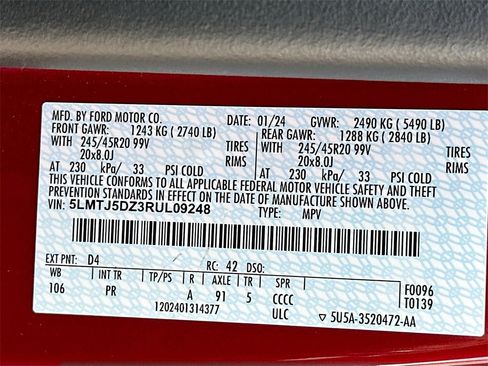 MFD. BY FORD MOTOR CO. DATE: 01/24 GVWR: 2490 KG ( 5490 LB)
FRONT GAWR: 1243 KG ( 2740 LB) REAR GAWR: 1288 KG ( 2840 LB)
WITH 245/45R20 99V TIRES WITH 245/45R20 99V TIRES
20x8.0J RIMS 20x8.0J RIMS
AT 230 kPa/ 33 PSI COLD AT 230 kPa/ 33 PSI COLD
THIS VEHICLE CONFORMS TO ALL APPLICABLE FEDERAL MOTOR VEHICLE SAFETY AND THEFT
PREVENTION STANDARDS IN EFFECT ON THE DATE OF MANUFACTURE SHOWN ABOVE.
VIN: 5LMTJ5DZ3RUL09248 TYPE: MPV
EXT PNT: D4 RC: 42 DSO:
WB INT TR TP/PS R AXLE TR SPR F0096
106 PR A 91 5 CCCC T0139
1202401314377 ULC ▽ 5U5A-3520472-AA